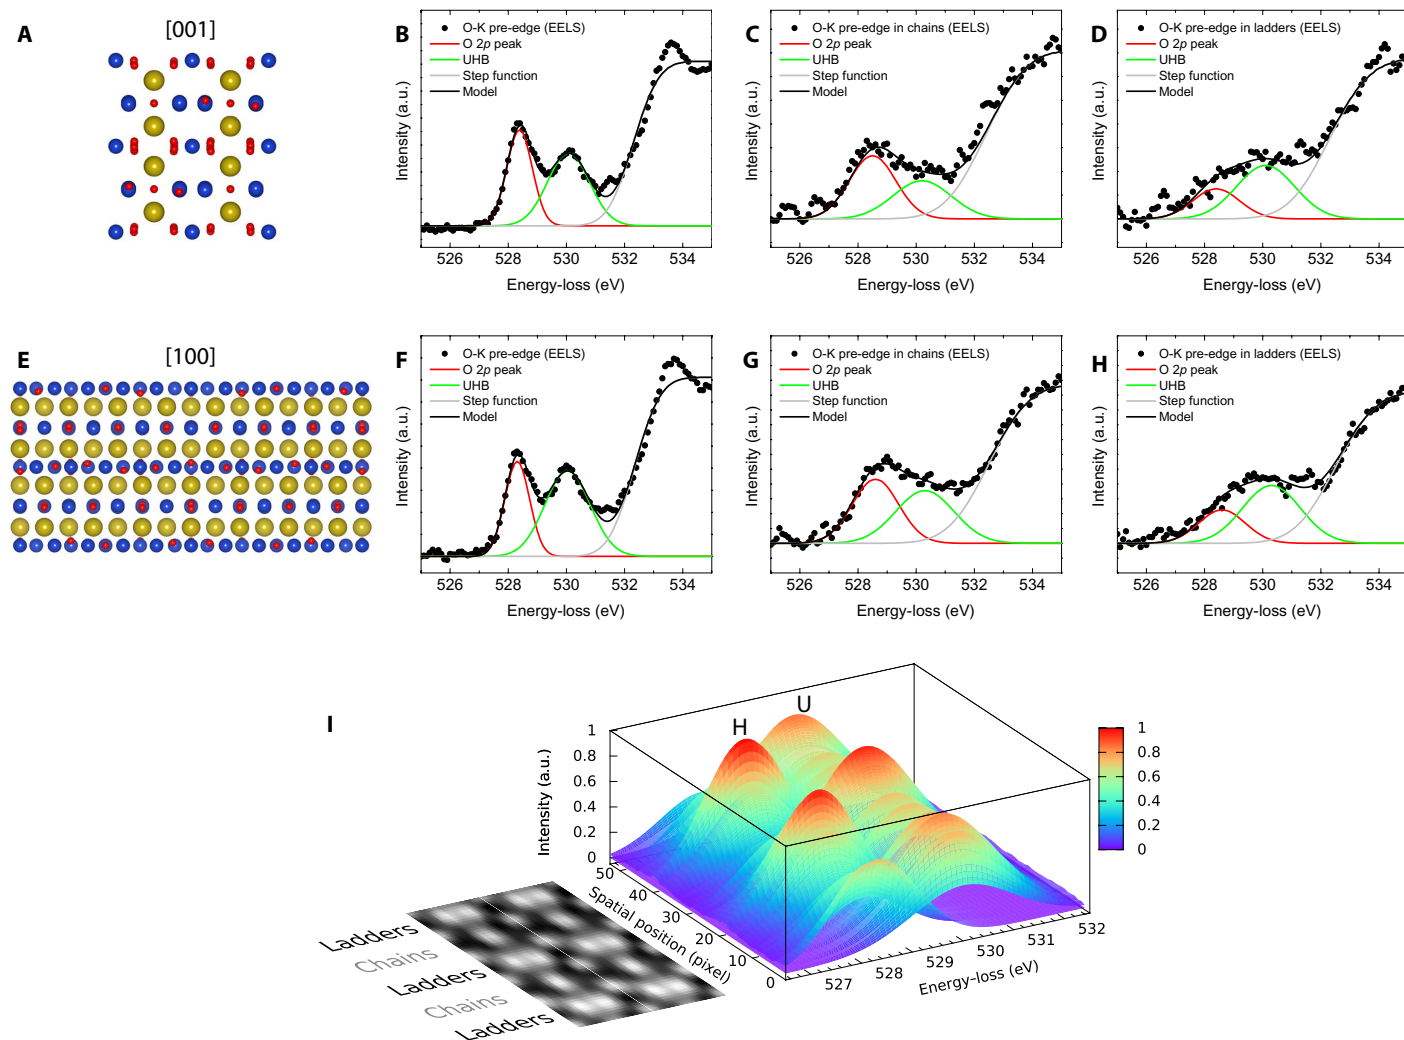 A
[001]
B
O-K pre-edge (EELS)
O 2p peak
UHB
Step function
Model
Intensity (a.u.)
526 528 530 532 534
Energy-loss (eV)
C
O-K pre-edge in chains (EELS)
O 2p peak
UHB
Step function
Model
Intensity (a.u.)
526 528 530 532 534
Energy-loss (eV)
D
O-K pre-edge in ladders (EELS)
O 2p peak
UHB
Step function
Model
Intensity (a.u.)
526 528 530 532 534
Energy-loss (eV)
E
[100]
F
O-K pre-edge (EELS)
O 2p peak
UHB
Step function
Model
Intensity (a.u.)
526 528 530 532 534
Energy-loss (eV)
G
O-K pre-edge in chains (EELS)
O 2p peak
UHB
Step function
Model
Intensity (a.u.)
526 528 530 532 534
Energy-loss (eV)
H
O-K pre-edge in ladders (EELS)
O 2p peak
UHB
Step function
Model
Intensity (a.u.)
526 528 530 532 534
Energy-loss (eV)
I
H
U
Intensity (a.u.)
1
0.8
0.6
0.4
0.2
0
50 40 30 20 10 0
Spatial position (pixel)
527 528 529 530 531 532
Energy–loss (eV)
1
0.8
0.6
0.4
0.2
0
Ladders
Chains
Ladders
Chains
Ladders